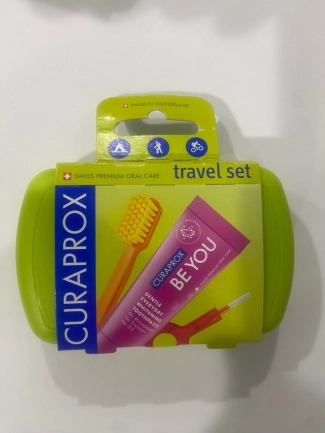 MADE IN SWITZERLAND
SWISS PREMIUM ORAL CARE
travel set
CURAPROX
CURAPROX
BE YOU
GENTLE
EVERYDAY
WHITENING
TOOTHPASTE